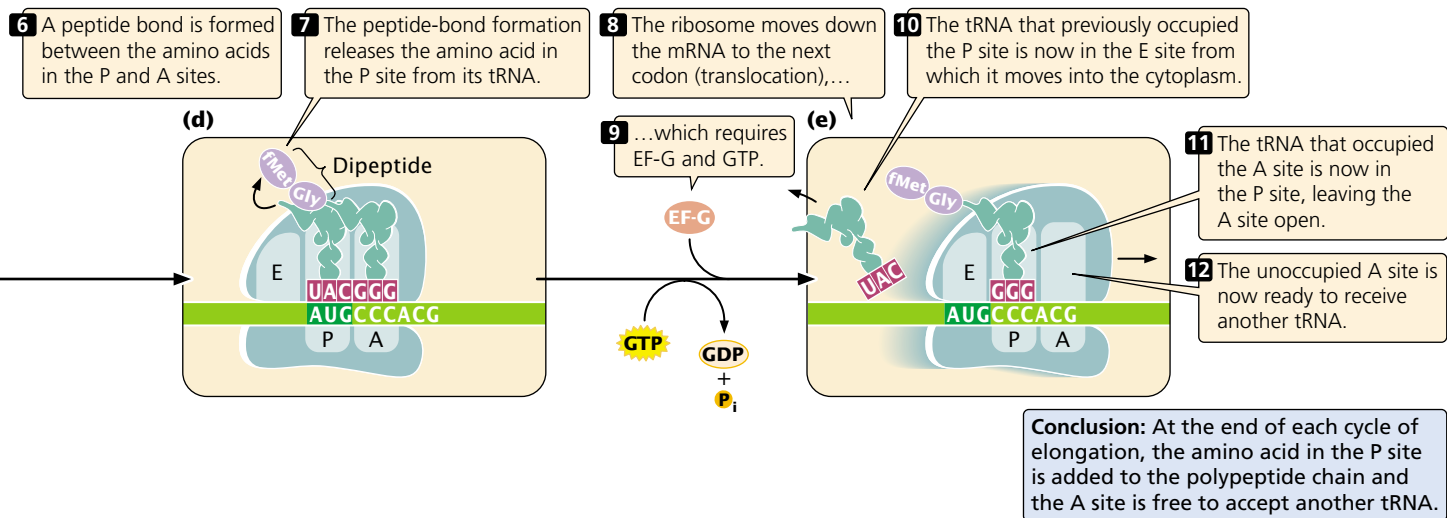 6 A peptide bond is formed
between the amino acids
in the P and A sites.
7 The peptide-bond formation
releases the amino acid in
the P site from its tRNA.
8 The ribosome moves down
the mRNA to the next
codon (translocation),…
9 …which requires
EF-G and GTP.
10 The tRNA that previously occupied
the P site is now in the E site from
which it moves into the cytoplasm.
(d)
fMet
Gly
Dipeptide
E
UACGGG
AUGCCCACG
P A
EF-G
GTP
GDP
+
Pi
(e)
fMet
Gly
UAC
E
GGG
AUGCCCACG
P A
11 The tRNA that occupied
the A site is now in
the P site, leaving the
A site open.
12 The unoccupied A site is
now ready to receive
another tRNA.
Conclusion: At the end of each cycle of
elongation, the amino acid in the P site
is added to the polypeptide chain and
the A site is free to accept another tRNA.